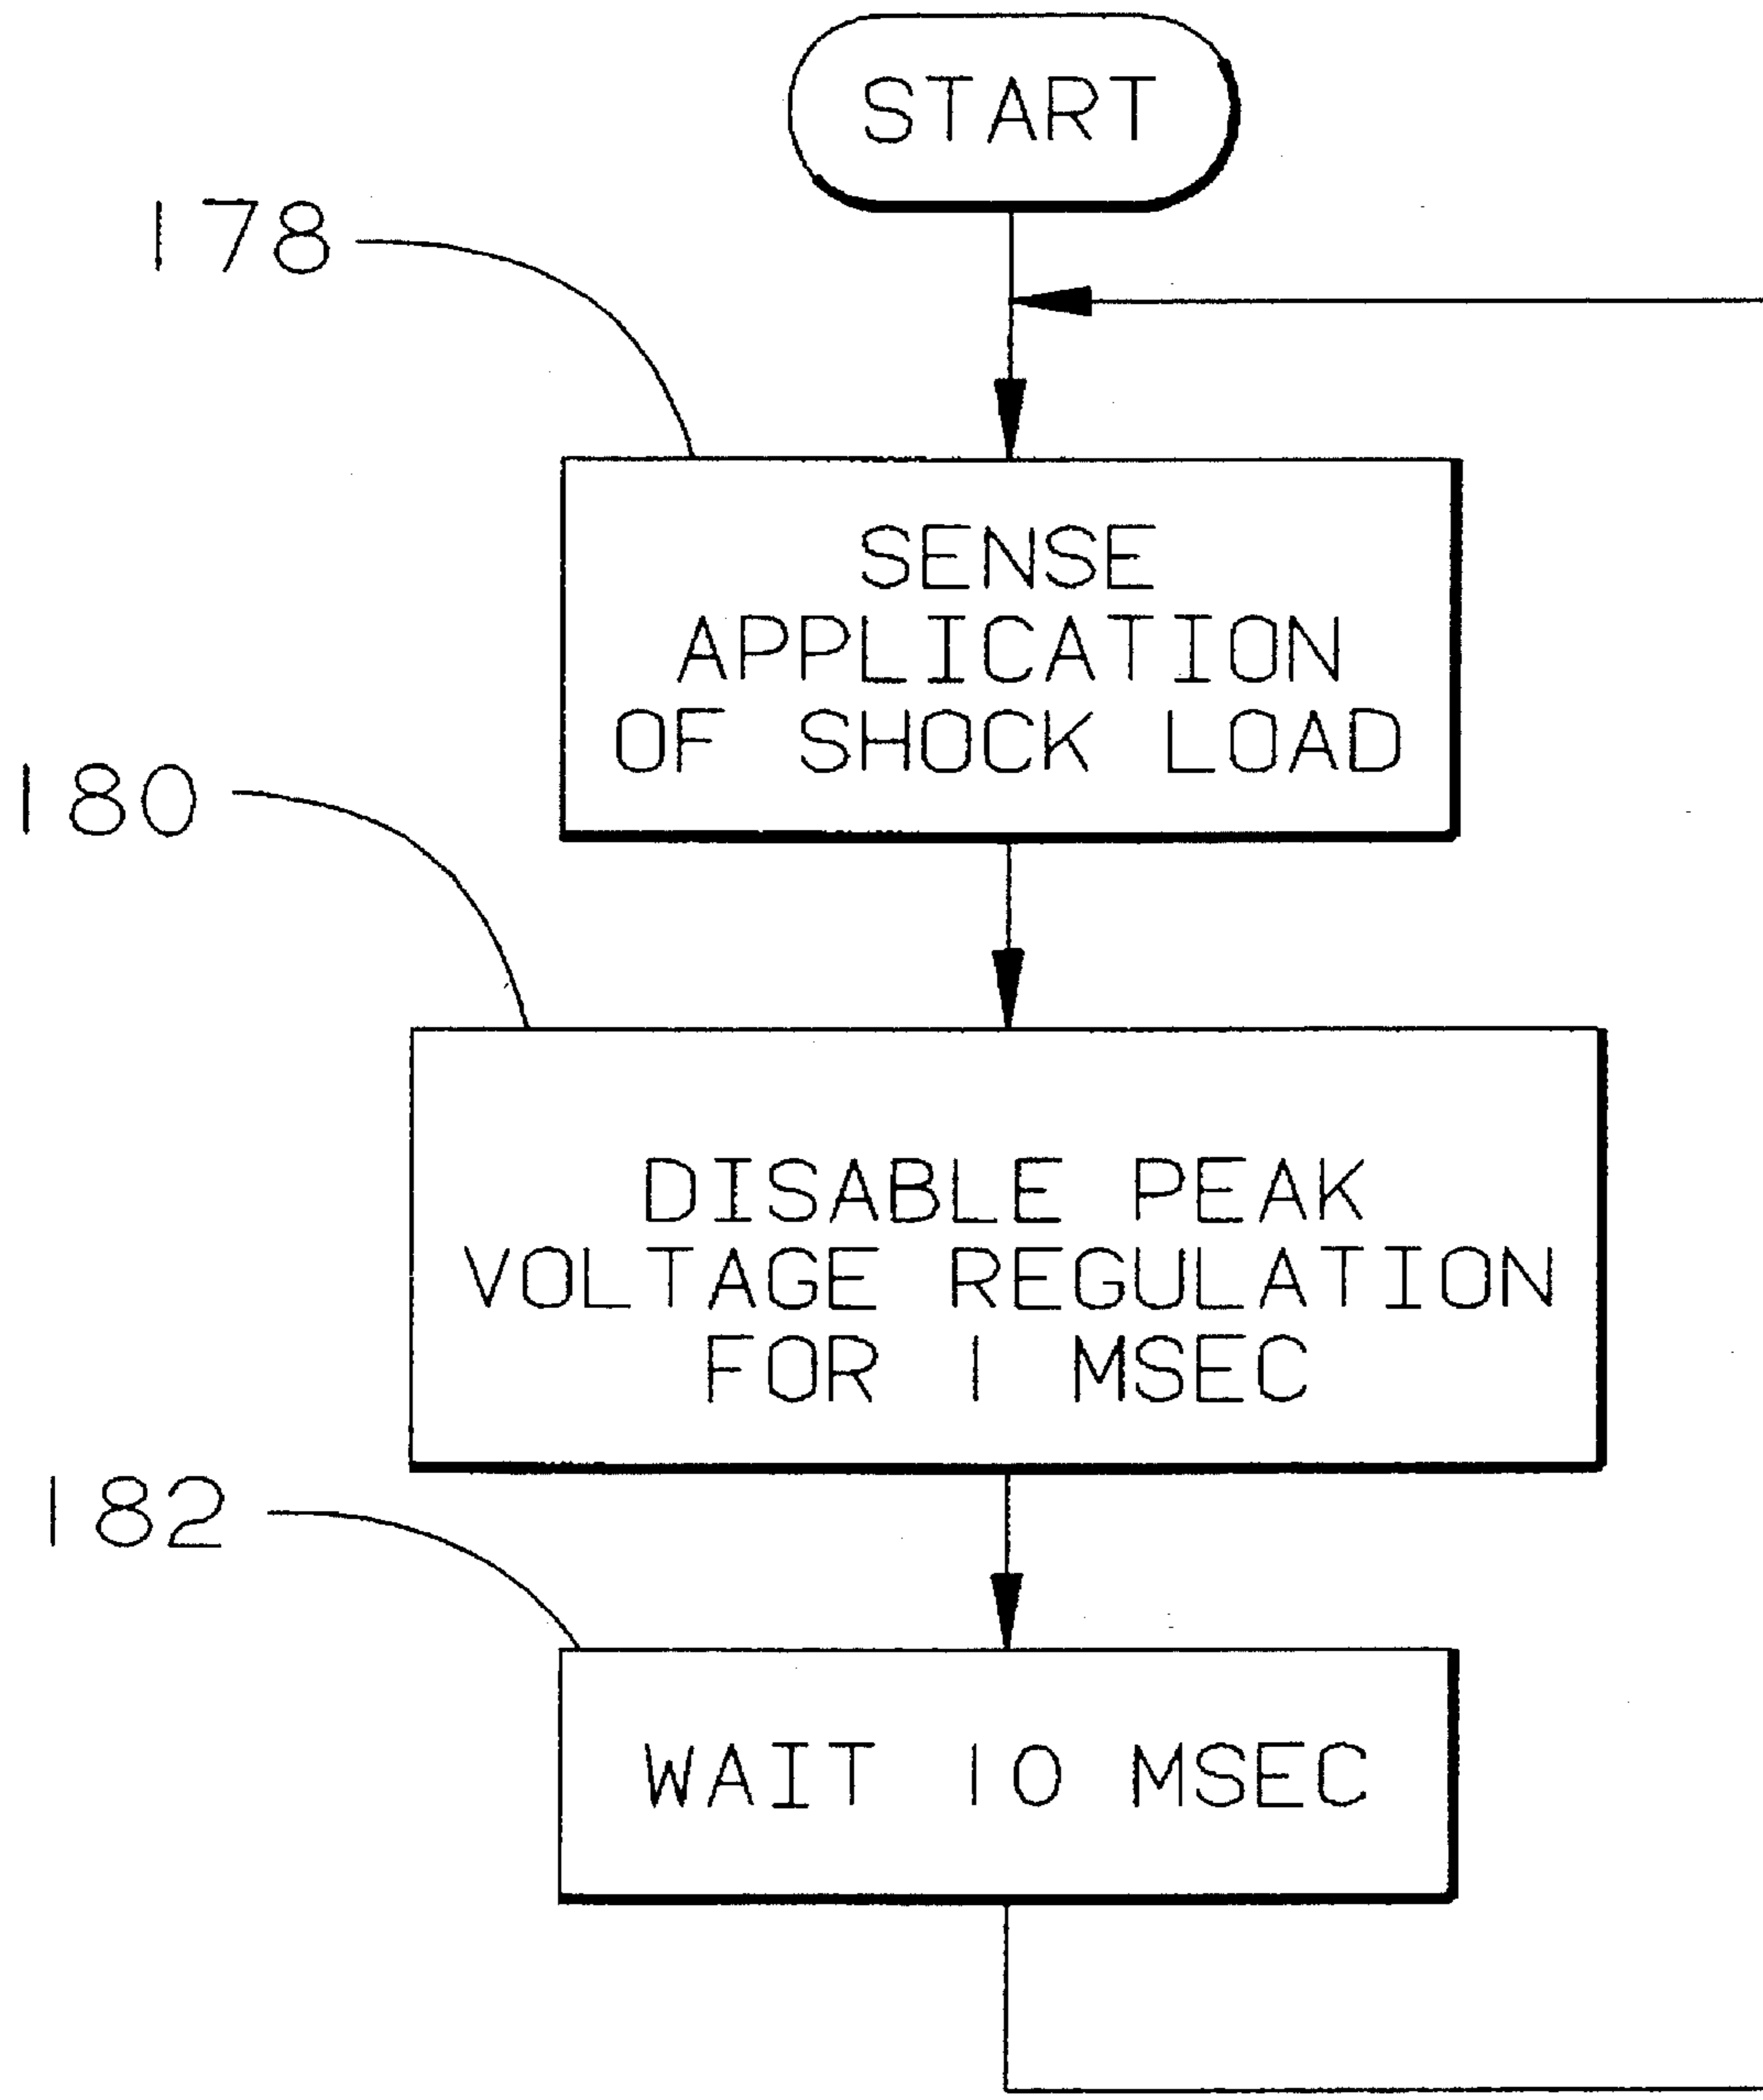 START
178
SENSE
APPLICATION
OF SHOCK LOAD
180
DISABLE PEAK
VOLTAGE REGULATION
FOR 1 MSEC
182
WAIT 10 MSEC